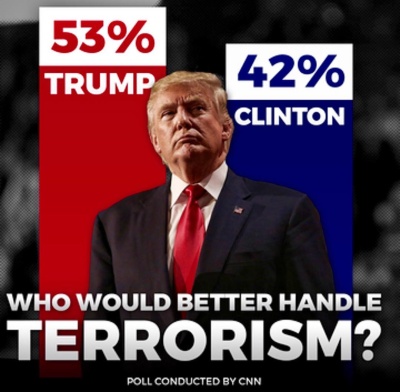 53%
TRUMP
42%
CLINTON
WHO WOULD BETTER HANDLE
TERRORISM?
POLL CONDUCTED BY CNN